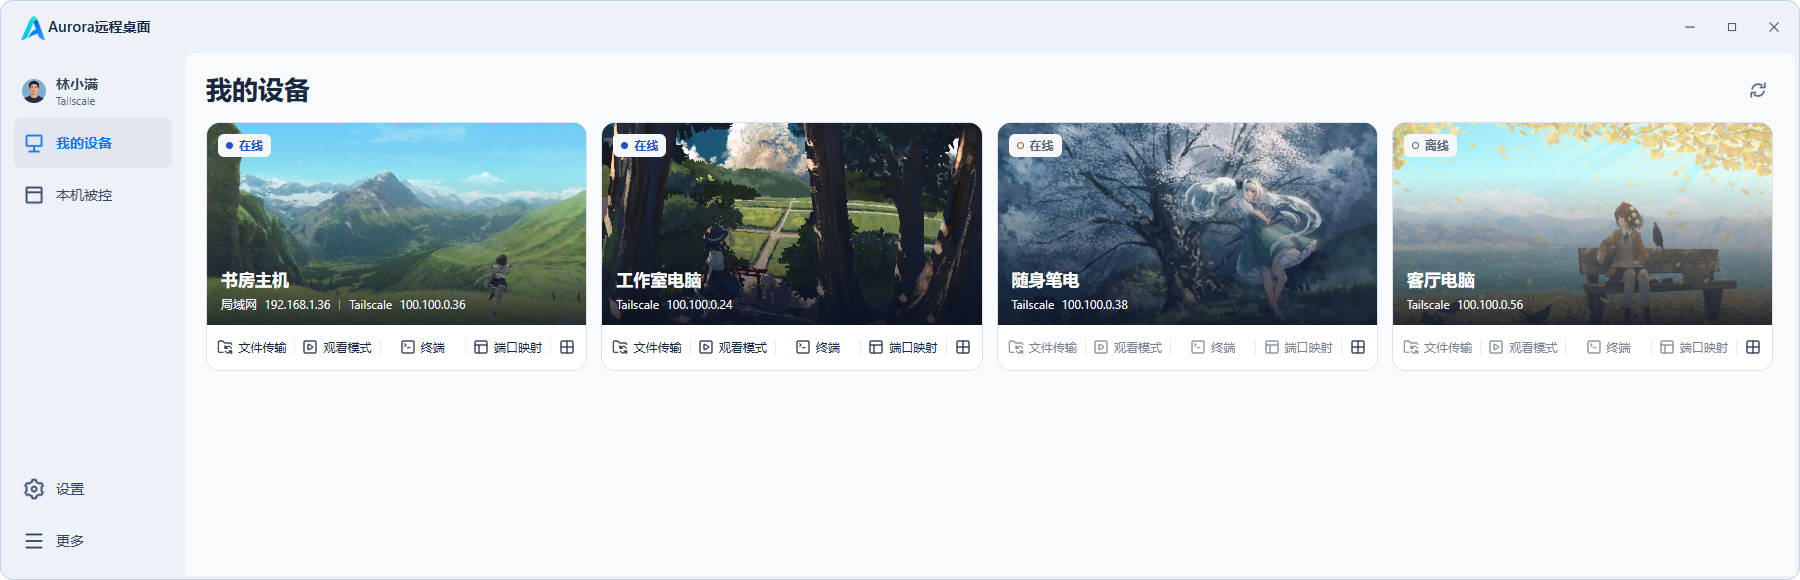 Aurora远程桌面
林小满
Tailscale
我的设备
本机被控
设置
更多
我的设备
在线
书房主机
局域网 192.168.1.36 | Tailscale 100.100.0.36
文件传输 观看模式 终端 端口映射
在线
工作室电脑
Tailscale 100.100.0.24
文件传输 观看模式 终端 端口映射
在线
随身笔电
Tailscale 100.100.0.38
文件传输 观看模式 终端 端口映射
离线
客厅电脑
Tailscale 100.100.0.56
文件传输 观看模式 终端 端口映射